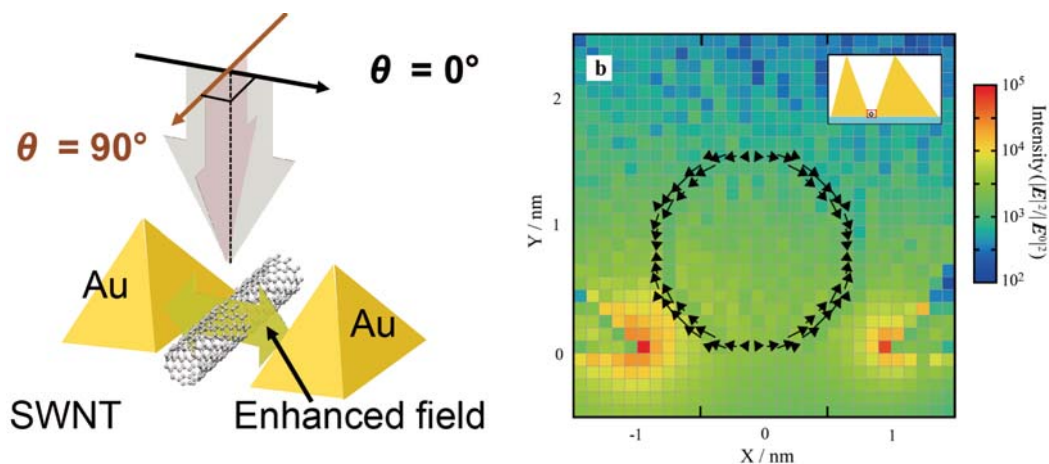 θ = 0°
θ = 90°
Au
Au
SWNT
Enhanced field
b
Y / nm
2
1
0
-1
0
1
X / nm
10⁵
10⁴
10³
10²
Intensity (|E|²/|E⁰|²)